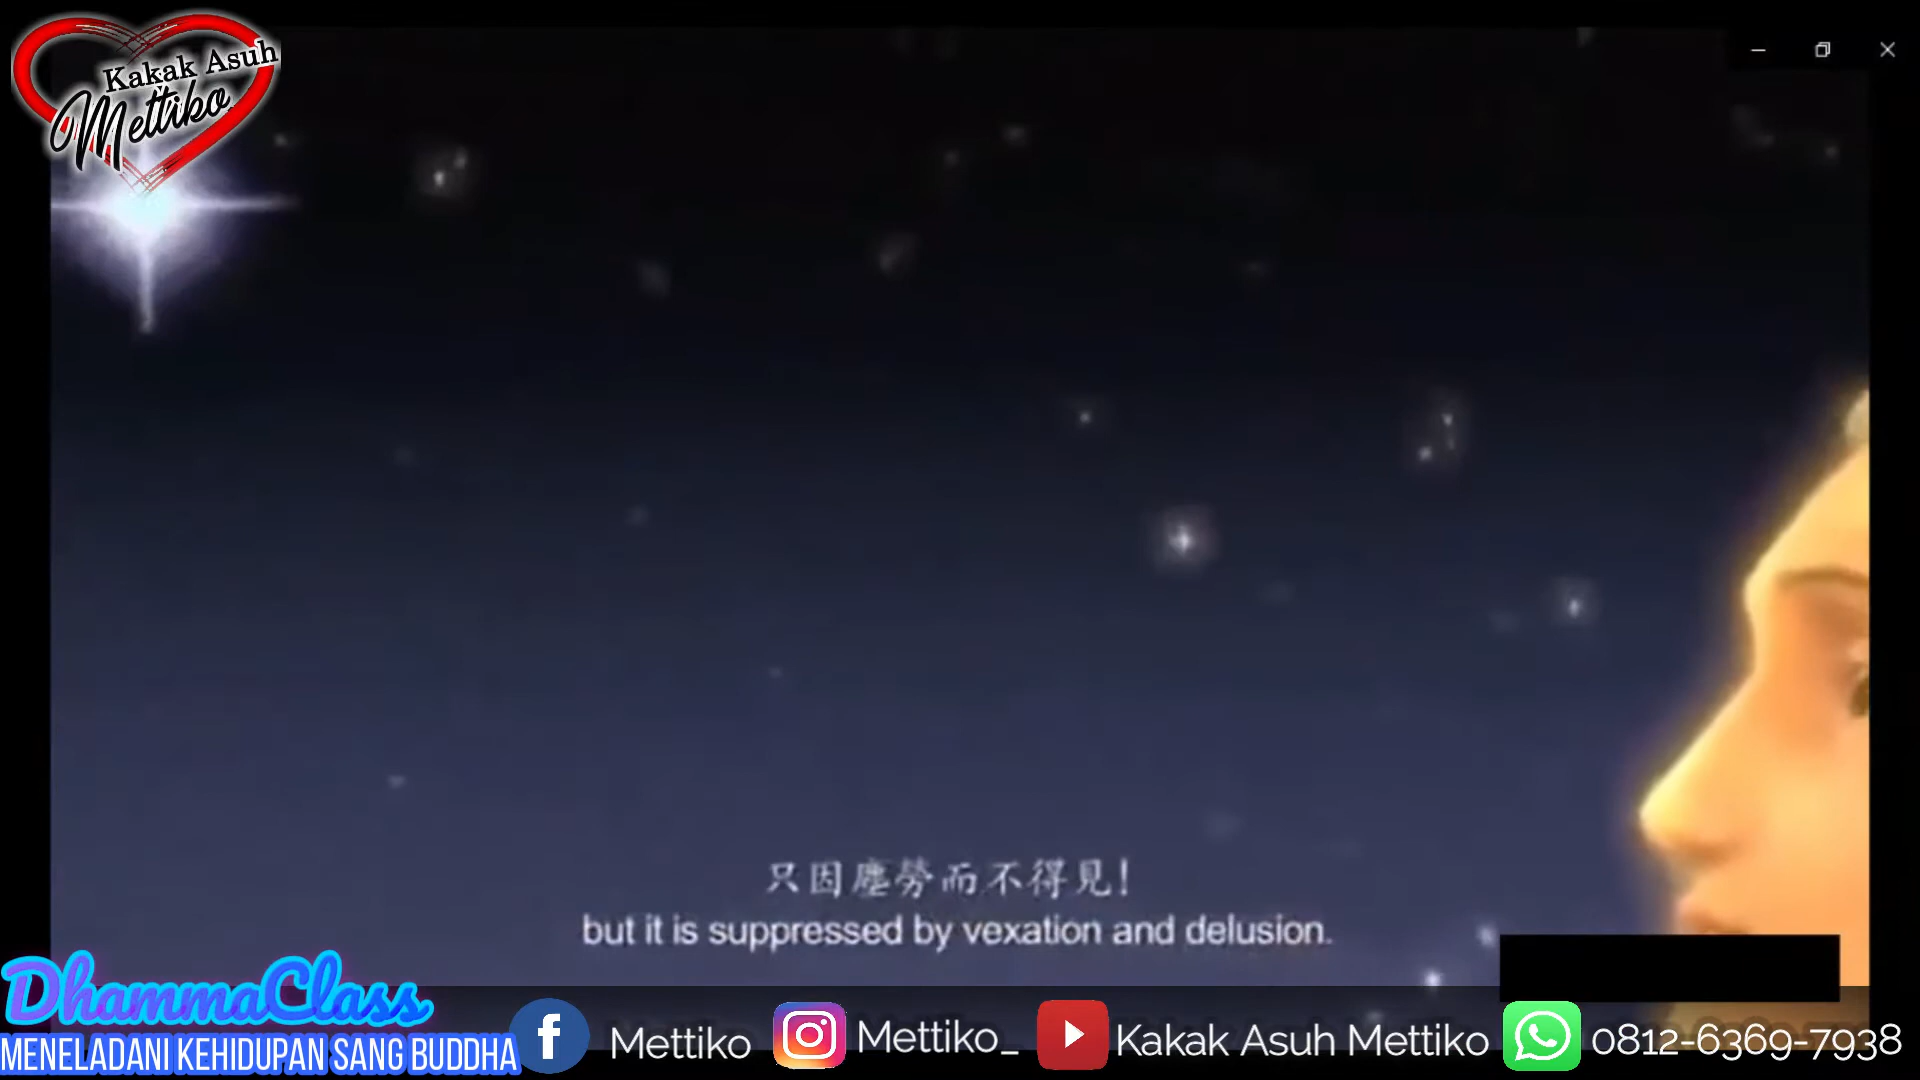 Kakak Asuh
Mettiko
只因塵勞而不得見!
but it is suppressed by vexation and delusion.
DhammaClass
MENELADANI KEHIDUPAN SANG BUDDHA
Mettiko
Mettiko_
Kakak Asuh Mettiko
0812-6369-7938